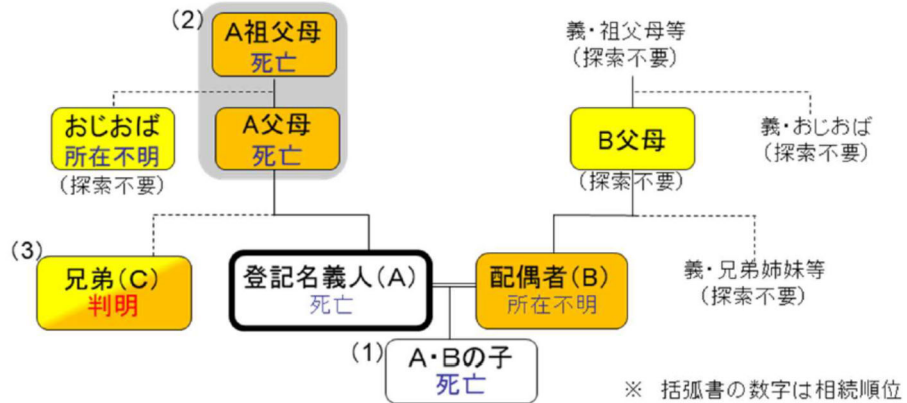 (2)
A祖父母
死亡
義・祖父母等
(探索不要)
おじおば
所在不明
(探索不要)
A父母
死亡
B父母
(探索不要)
義・おじおば
(探索不要)
(3)
兄弟(C)
判明
登記名義人(A)
死亡
配偶者(B)
所在不明
義・兄弟姉妹等
(探索不要)
(1)
A・Bの子
死亡
※ 括弧書の数字は相続順位